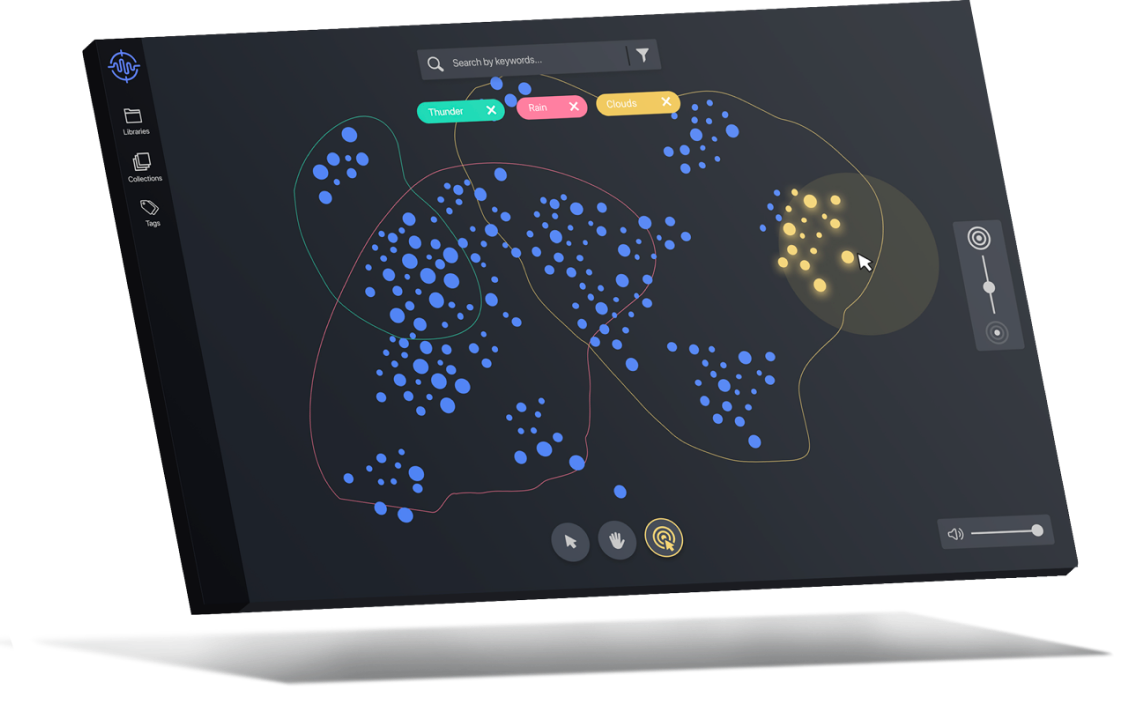 Search by keywords...
Thunder
Rain
Clouds
Libraries
Collections
Tags